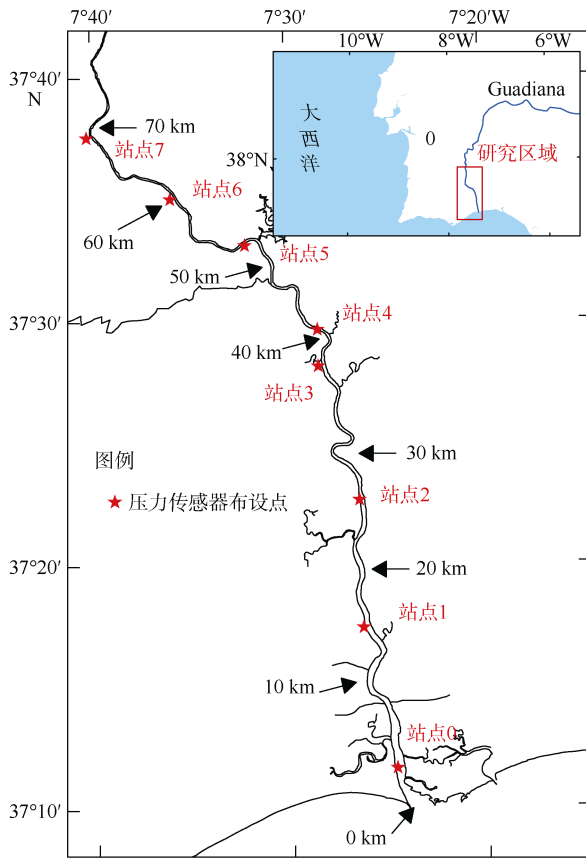 7°40′
7°30′
7°20′W
10°W
8°W
6°W
37°40′
N
Guadiana
大西洋
0
38°N
研究区域
70 km
站点7
站点6
60 km
站点5
50 km
37°30′
站点4
40 km
站点3
30 km
图例
压力传感器布设点
站点2
37°20′
20 km
站点1
10 km
站点0
37°10′
0 km